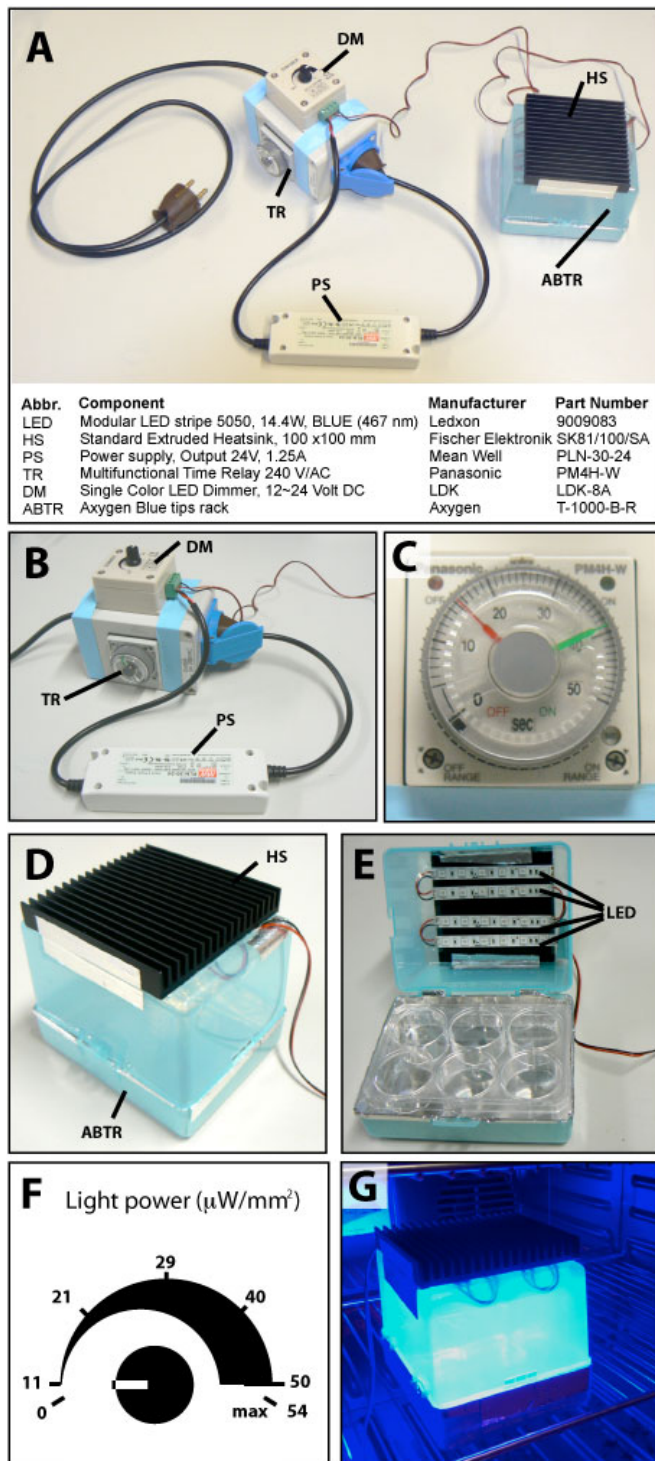 A
DM
HS
TR
PS
ABTR
Abbr. Component Manufacturer Part Number
LED Modular LED stripe 5050, 14.4W, BLUE (467 nm) Ledxon 9009083
HS Standard Extruded Heatsink, 100 x100 mm Fischer Elektronik SK81/100/SA
PS Power supply, Output 24V, 1.25A Mean Well PLN-30-24
TR Multifunctional Time Relay 240 V/AC Panasonic PM4H-W
DM Single Color LED Dimmer, 12~24 Volt DC LDK LDK-8A
ABTR Axygen Blue tips rack Axygen T-1000-B-R
B
DM
TR
PS
C
Panasonic PM4H-W
OFF ON
20 30
10 40
0 50
OFF ON
sec
OFF RANGE
ON RANGE
D
HS
ABTR
E
LED
F
Light power (μW/mm²)
29
21 40
11 50
0 max 54
G